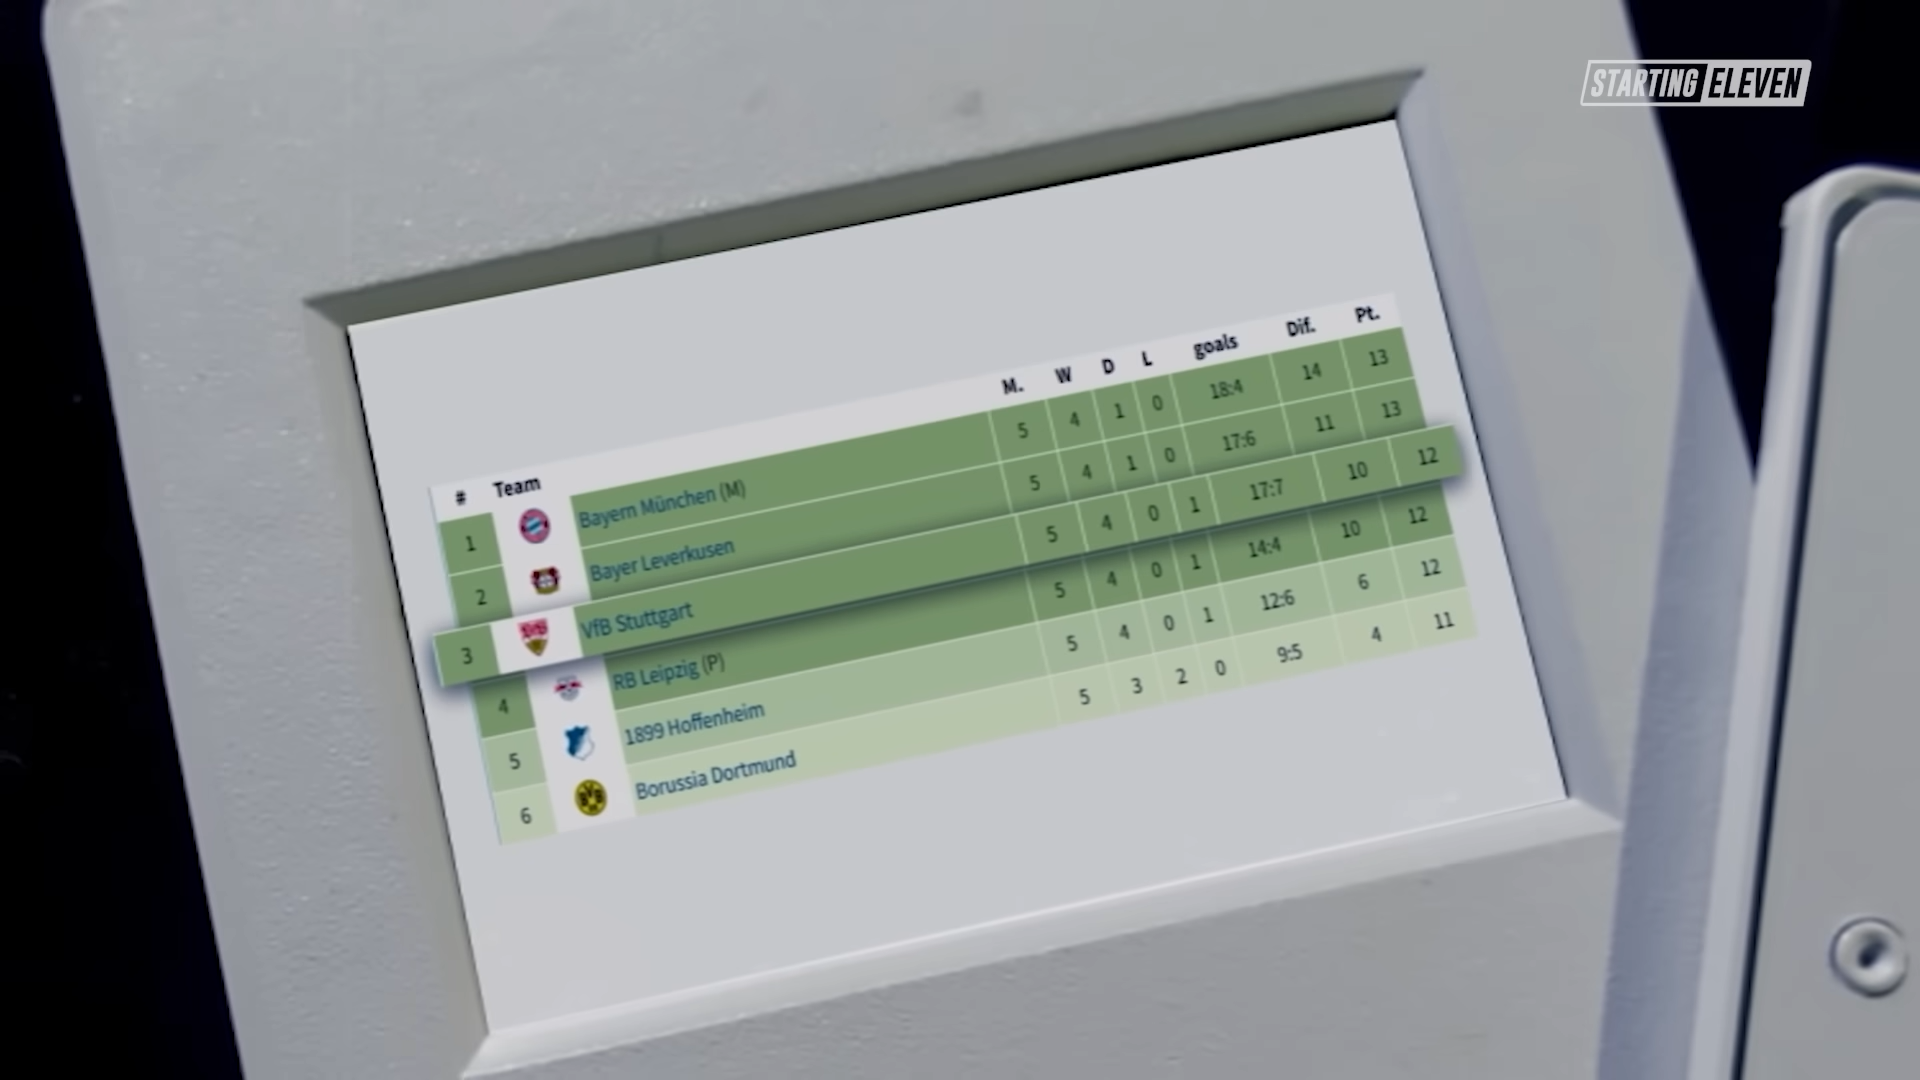 STARTING ELEVEN
# Team M. W D L goals Dif. Pt.
1 Bayern München (M) 5 4 1 0 18:4 14 13
2 Bayer Leverkusen 5 4 1 0 17:6 11 13
3 VfB Stuttgart 5 4 0 1 17:7 10 12
4 RB Leipzig (P) 5 4 0 1 14:4 10 12
5 1899 Hoffenheim 5 4 0 1 12:6 6 12
6 Borussia Dortmund 5 3 2 0 9:5 4 11
BVB